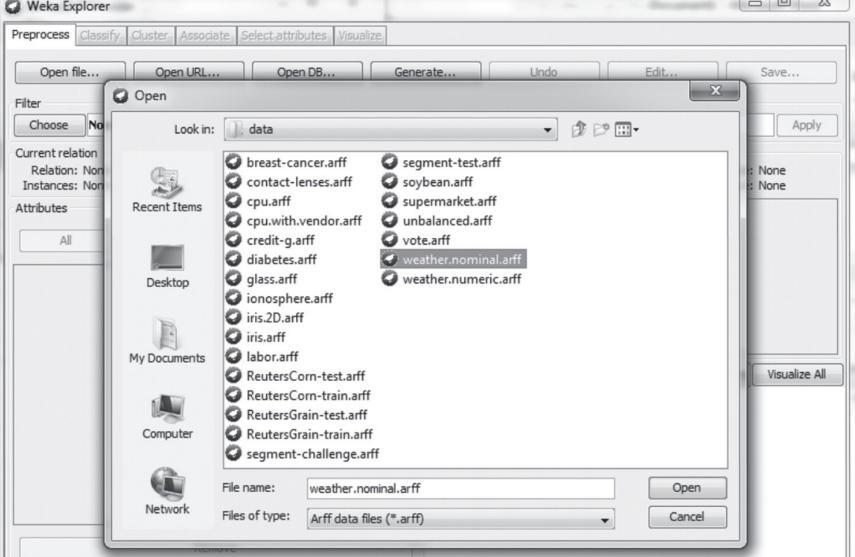 Weka Explorer
Preprocess Classify Cluster Associate Select attributes Visualize
Open file... Open URL... Open DB... Generate... Undo Edit... Save...
Filter
Choose No
Apply
Current relation
Relation: Non
Instances: Non
: None
: None
Attributes
All
Visualize All
Remove
Open
Look in: data
Recent Items
Desktop
My Documents
Computer
Network
breast-cancer.arff
contact-lenses.arff
cpu.arff
cpu.with.vendor.arff
credit-g.arff
diabetes.arff
glass.arff
ionosphere.arff
iris.2D.arff
iris.arff
labor.arff
ReutersCorn-test.arff
ReutersCorn-train.arff
ReutersGrain-test.arff
ReutersGrain-train.arff
segment-challenge.arff
segment-test.arff
soybean.arff
supermarket.arff
unbalanced.arff
vote.arff
weather.nominal.arff
weather.numeric.arff
File name: weather.nominal.arff
Open
Files of type: Arff data files (*.arff)
Cancel